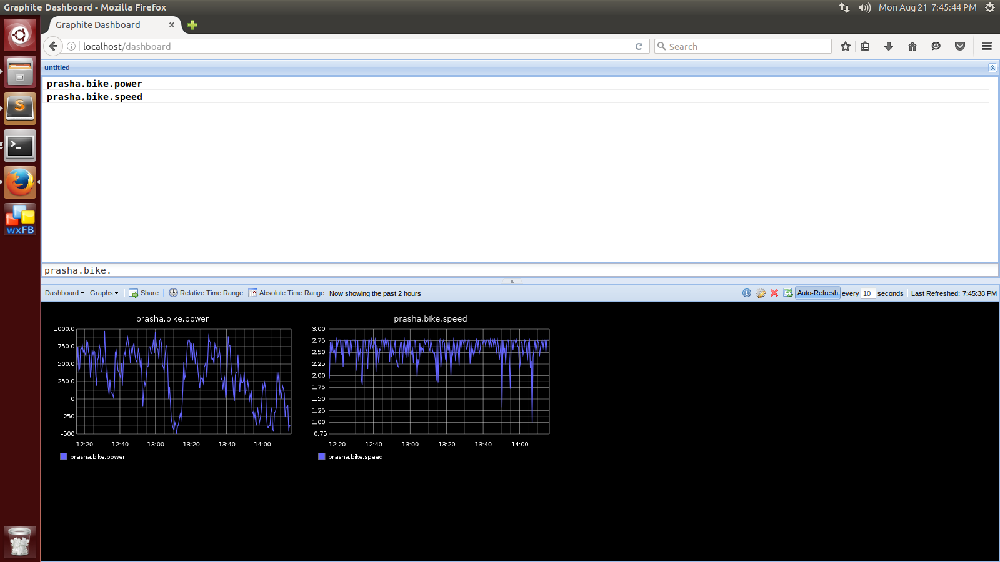 Graphite Dashboard - Mozilla Firefox
Mon Aug 21 7:45:44 PM
Graphite Dashboard
localhost/dashboard
Search
untitled
prasha.bike.power
prasha.bike.speed
prasha.bike.
Dashboard Graphs Share Relative Time Range Absolute Time Range Now showing the past 2 hours
Auto-Refresh every 10 seconds Last Refreshed: 7:45:38 PM
prasha.bike.power
1000.0
750.0
500.0
250.0
0
-250
-500
12:20 12:40 13:00 13:20 13:40 14:00
prasha.bike.power
prasha.bike.speed
3.00
2.75
2.50
2.25
2.00
1.75
1.50
1.25
1.00
0.75
12:20 12:40 13:00 13:20 13:40 14:00
prasha.bike.speed
S
>_
wxFB